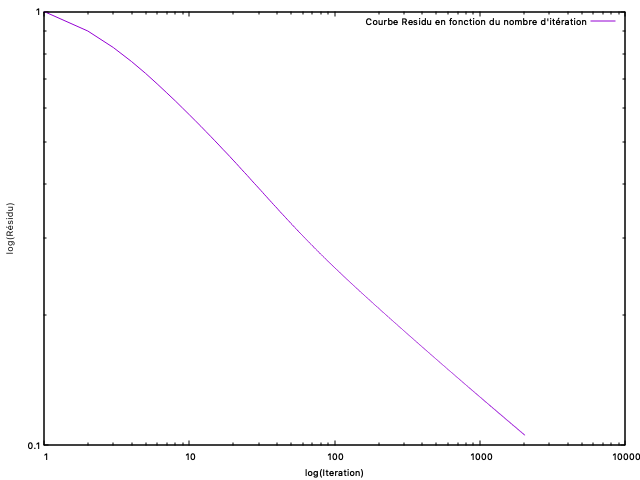 Courbe Residu en fonction du nombre d'itération
1
0.1
log(Résidu)
1 10 100 1000 10000
log(Iteration)